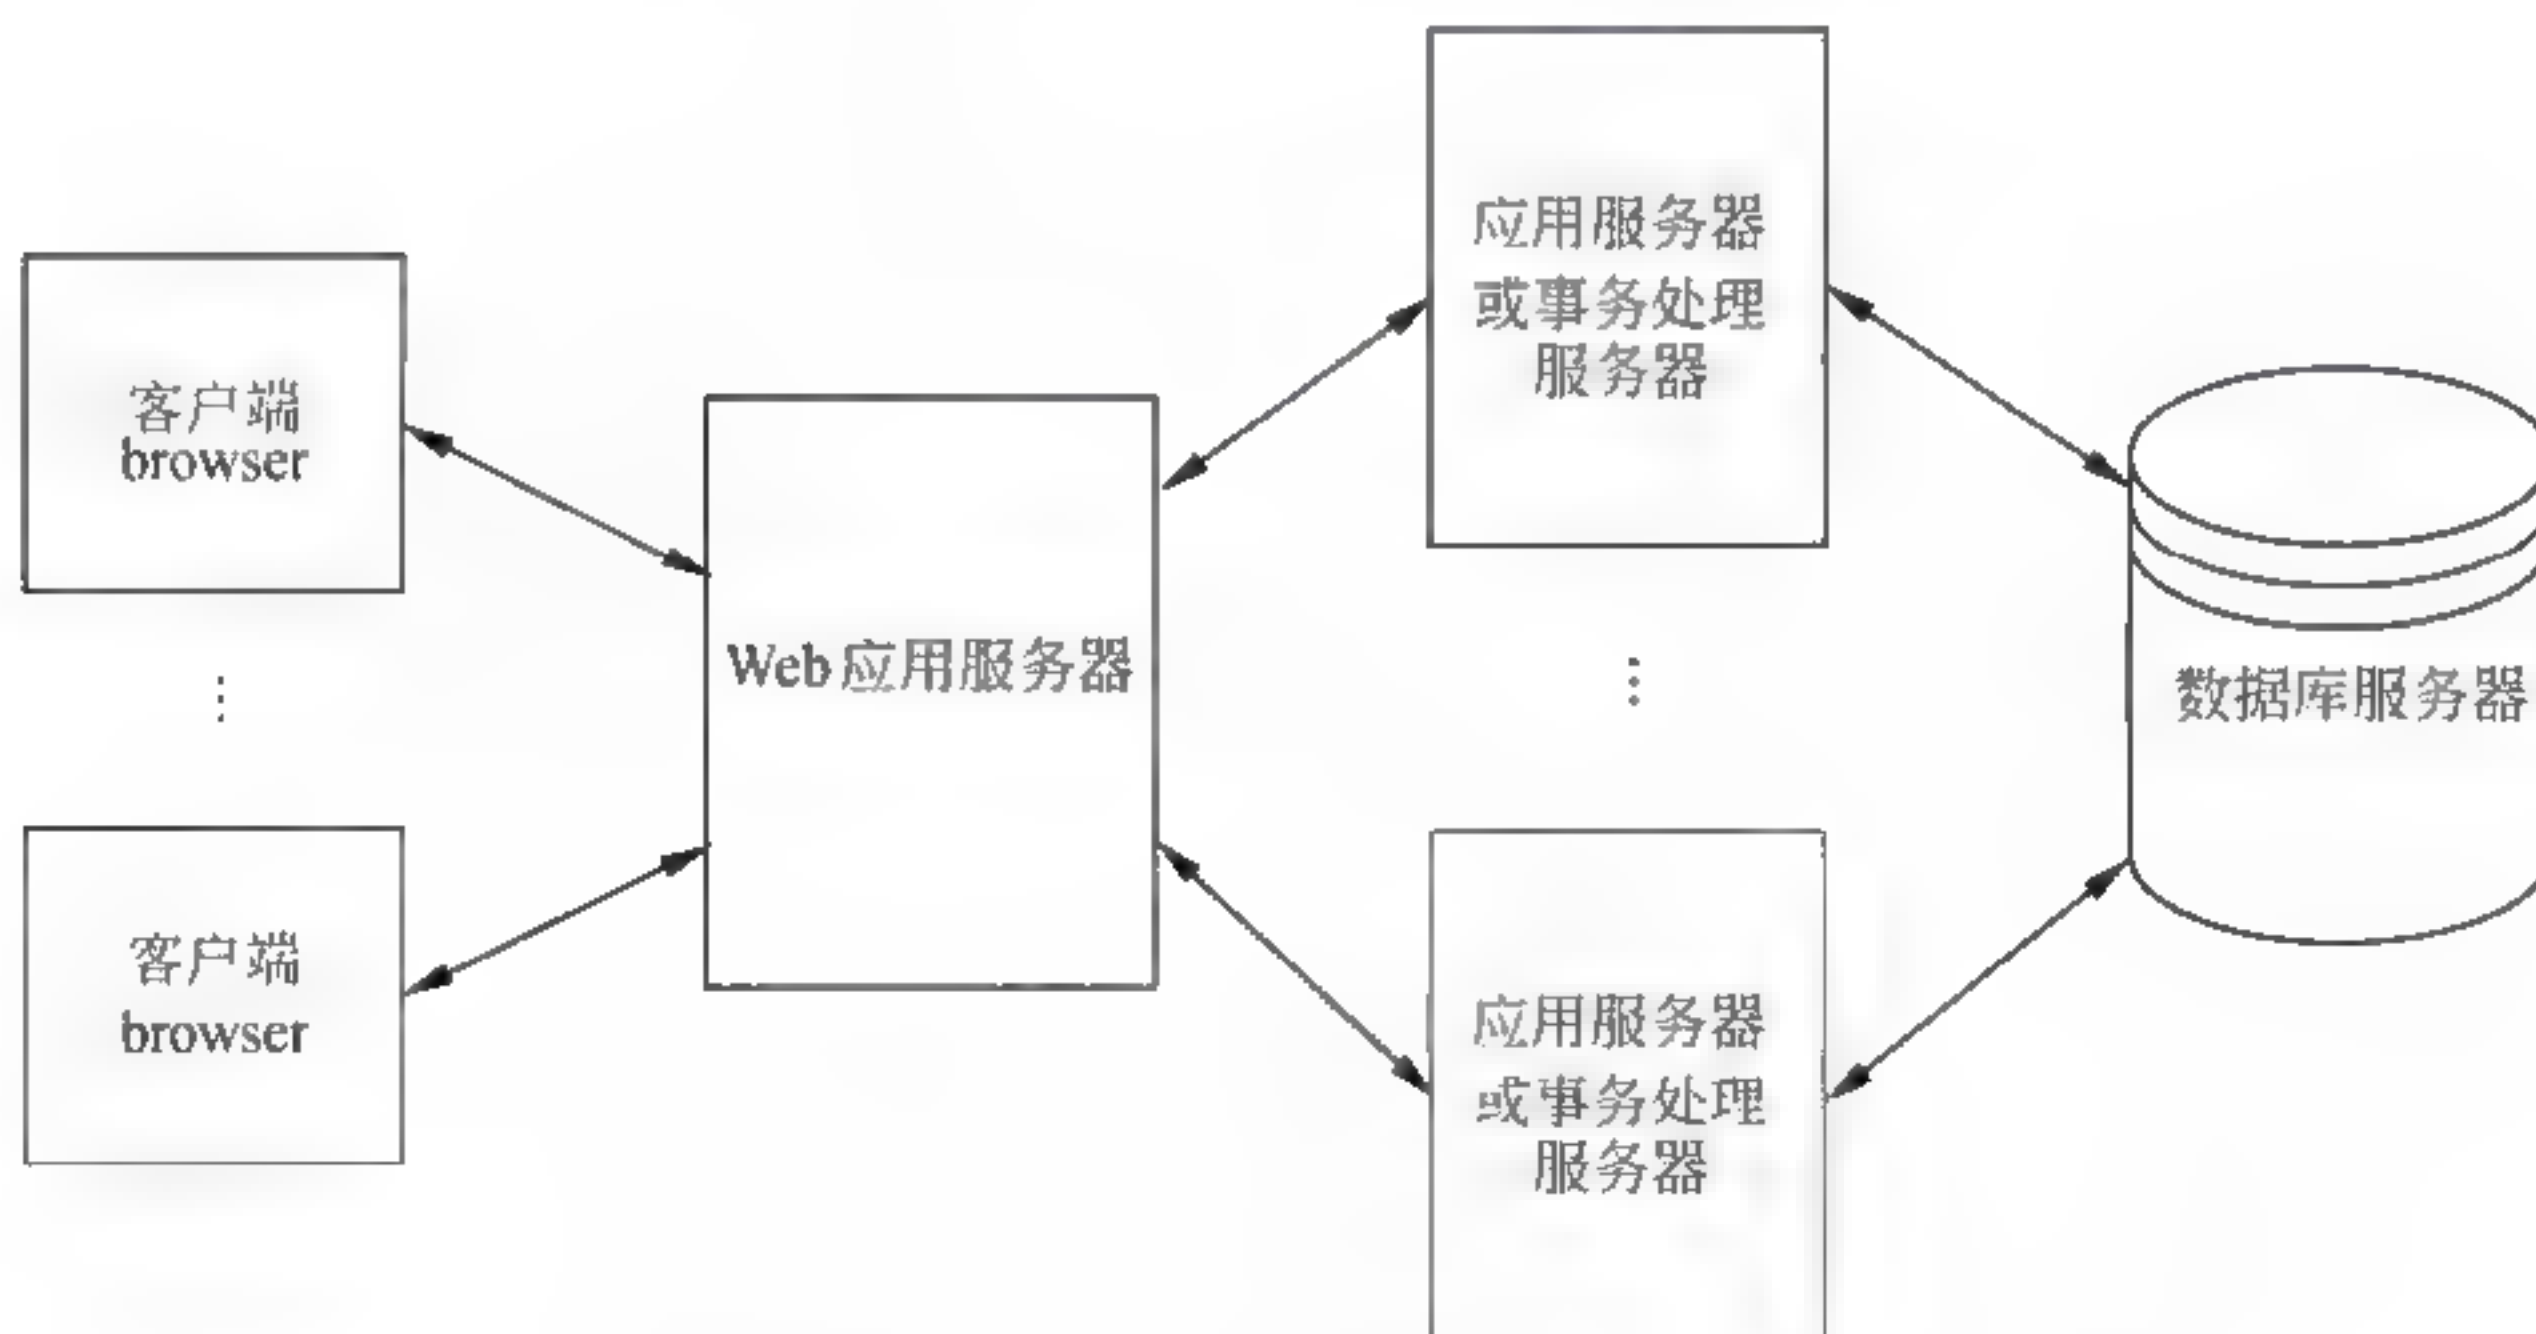 客户端
browser
⋮
客户端
browser
Web应用服务器
应用服务器
或事务处理
服务器
⋮
应用服务器
或事务处理
服务器
数据库服务器